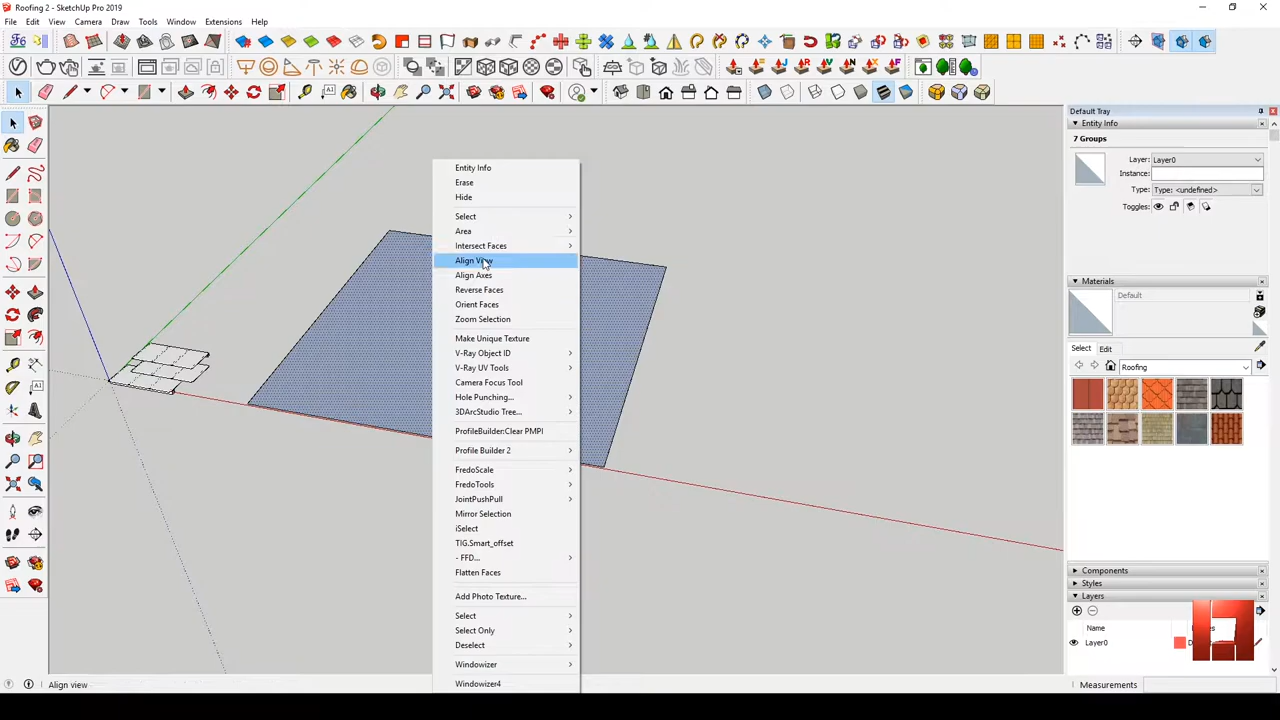 Roofing 2 - SketchUp Pro 2019
File Edit View Camera Draw Tools Window Extensions Help
Default Tray
Entity Info
7 Groups
Layer: Layer0
Instance:
Type: Type: <undefined>
Toggles:
Materials
Default
Select Edit
Roofing
Components
Styles
Layers
Name
Layer0
Entity Info
Erase
Hide
Select
Area
Intersect Faces
Align View
Align Axes
Reverse Faces
Orient Faces
Zoom Selection
Make Unique Texture
V-Ray Object ID
V-Ray UV Tools
Camera Focus Tool
Hole Punching...
3DArcStudio Tree...
ProfileBuilder:Clear PMPI
Profile Builder 2
FredoScale
FredoTools
JointPushPull
Mirror Selection
iSelect
TIG.Smart_offset
- FFD...
Flatten Faces
Add Photo Texture...
Select
Select Only
Deselect
Windowizer
Windowizer4
Align view
Measurements